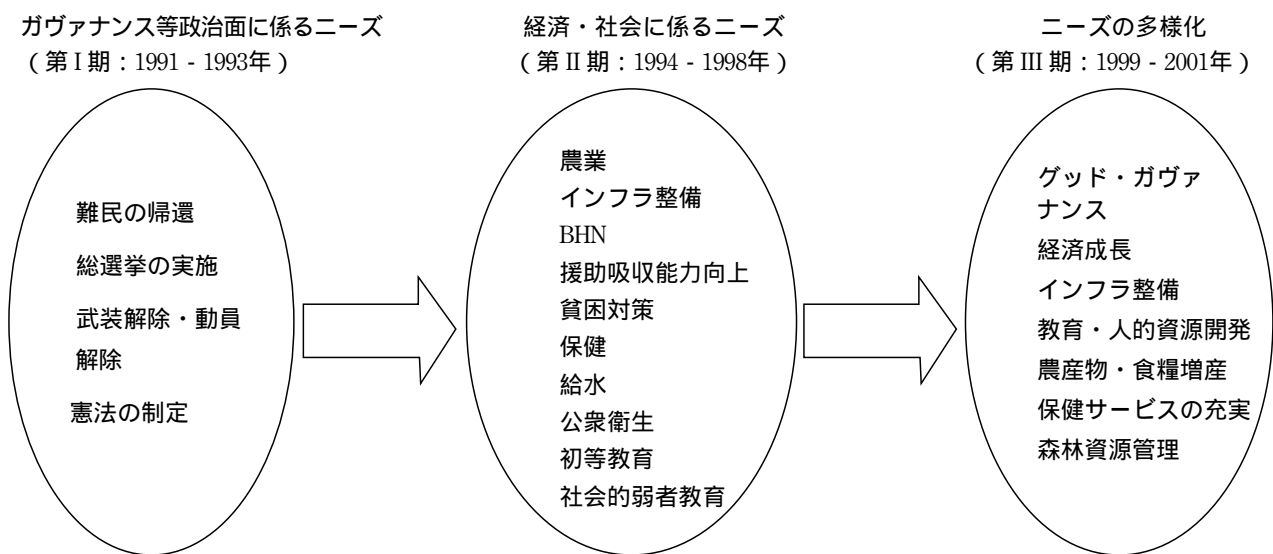 ガヴァナンス等政治面に係るニーズ
(第 I 期:1991 - 1993年)
難民の帰還
総選挙の実施
武装解除・動員
解除
憲法の制定
経済・社会に係るニーズ
(第 II 期:1994 - 1998年)
農業
インフラ整備
BHN
援助吸収能力向上
貧困対策
保健
給水
公衆衛生
初等教育
社会的弱者教育
ニーズの多様化
(第 III 期:1999 - 2001年)
グッド・ガヴァ
ナンス
経済成長
インフラ整備
教育・人的資源開発
農産物・食糧増産
保健サービスの充実
森林資源管理